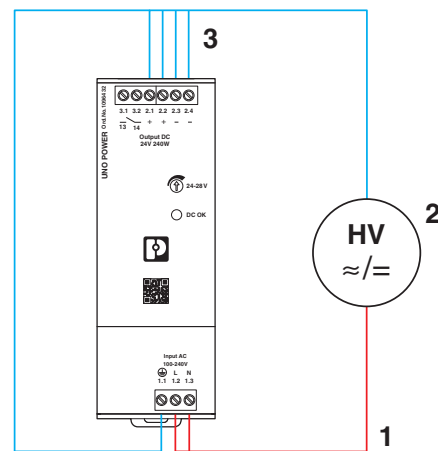 3
UNO POWER Ord.No.1096432
3.1 3.2 2.1 2.2 2.3 2.4
13 14 + + − −
Output DC
24V 240W
24-28 V
DC OK
2
HV
≈/=
Input AC
100-240V
L N
1.1 1.2 1.3
1